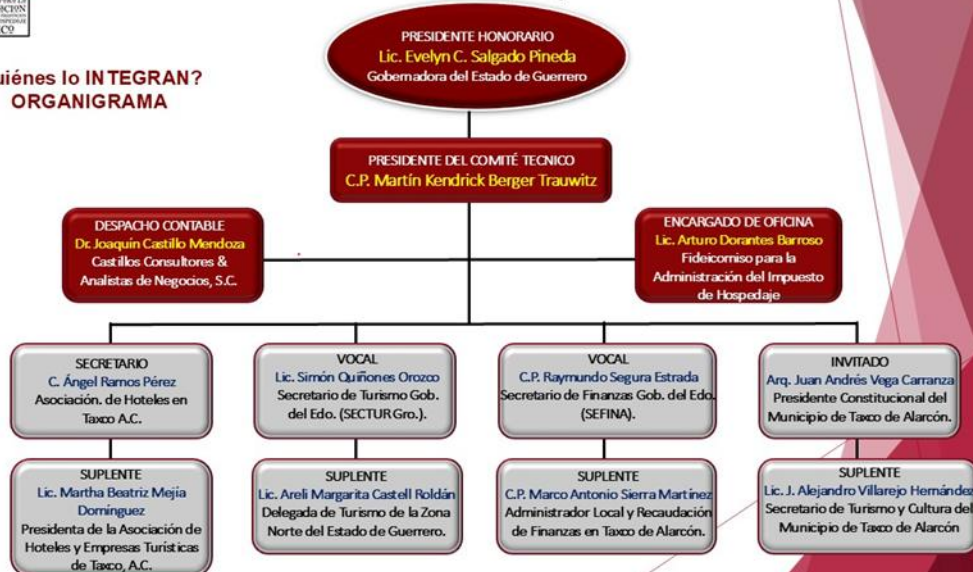 CO
¿Quiénes lo INTEGRAN?
ORGANIGRAMA
PRESIDENTE HONORARIO
Lic. Evelyn C. Salgado Pineda
Gobernadora del Estado de Guerrero
PRESIDENTE DEL COMITÉ TECNICO
C.P. Martín Kendrick Berger Trauwitz
DESPACHO CONTABLE
Dr. Joaquín Castillo Mendoza
Castillos Consultores &
Analistas de Negocios, S.C.
ENCARGADO DE OFICINA
Lic. Arturo Dorantes Barroso
Fideicomiso para la
Administración del Impuesto
de Hospedaje
SECRETARIO
C. Ángel Ramos Pérez
Asociación. de Hoteles en
Taxco A.C.
VOCAL
Lic. Simón Quiñones Orozco
Secretario de Turismo Gob.
del Edo. (SECTUR Gro.).
VOCAL
C.P. Raymundo Segura Estrada
Secretario de Finanzas Gob. del Edo.
(SEFINA).
INVITADO
Arq. Juan Andrés Vega Carranza
Presidente Constitucional del
Municipio de Taxco de Alarcón.
SUPLENTE
Lic. Martha Beatriz Mejía
Domínguez
Presidenta de la Asociación de
Hoteles y Empresas Turísticas
de Taxco, A.C.
SUPLENTE
Lic. Areli Margarita Castell Roldán
Delegada de Turismo de la Zona
Norte del Estado de Guerrero.
SUPLENTE
C.P. Marco Antonio Sierra Martínez
Administrador Local y Recaudación
de Finanzas en Taxco de Alarcón.
SUPLENTE
Lic. J. Alejandro Villarejo Hernández
Secretario de Turismo y Cultura del
Municipio de Taxco de Alarcón